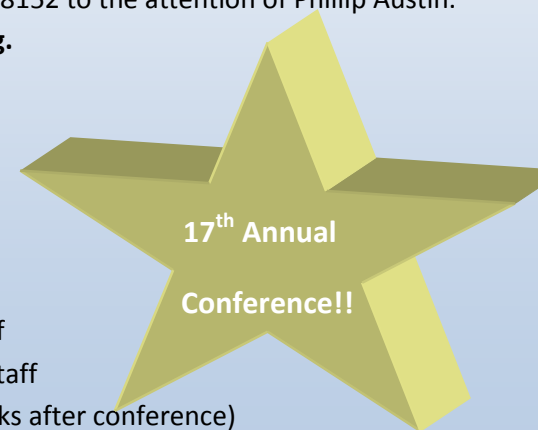 8152 to the attention of Phillip Austin.
g.
17th Annual
Conference!!
f
taff
ks after conference)